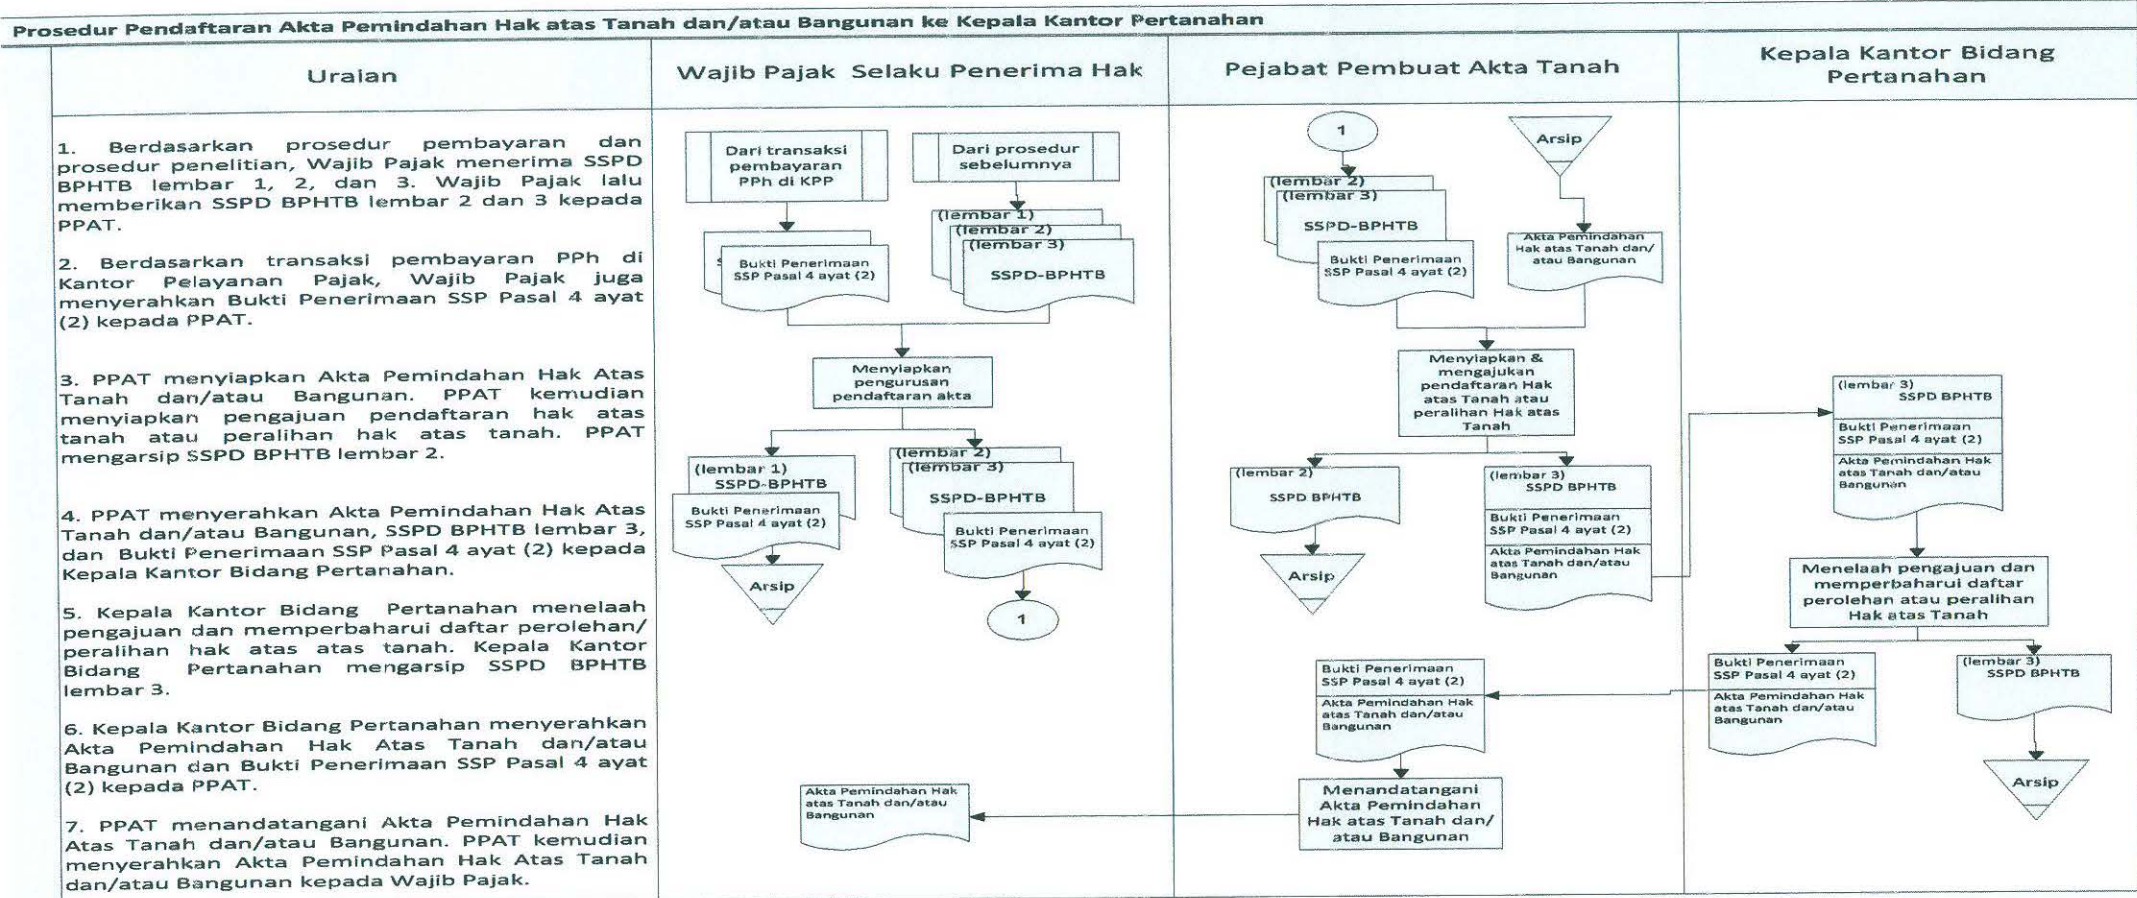 Prosedur Pendaftaran Akta Pemindahan Hak atas Tanah dan/atau Bangunan ke Kepala Kantor Pertanahan
Uraian
Wajib Pajak Selaku Penerima Hak
Pejabat Pembuat Akta Tanah
Kepala Kantor Bidang
Pertanahan
1. Berdasarkan prosedur pembayaran dan
prosedur penelitian, Wajib Pajak menerima SSPD
BPHTB lembar 1, 2, dan 3. Wajib Pajak lalu
memberikan SSPD BPHTB lembar 2 dan 3 kepada
PPAT.
2. Berdasarkan transaksi pembayaran PPh di
Kantor Pelayanan Pajak, Wajib Pajak juga
menyerahkan Bukti Penerimaan SSP Pasal 4 ayat
(2) kepada PPAT.
3. PPAT menyiapkan Akta Pemindahan Hak Atas
Tanah dan/atau Bangunan. PPAT kemudian
menyiapkan pengajuan pendaftaran hak atas
tanah atau peralihan hak atas tanah. PPAT
mengarsip SSPD BPHTB lembar 2.
4. PPAT menyerahkan Akta Pemindahan Hak Atas
Tanah dan/atau Bangunan, SSPD BPHTB lembar 3,
dan Bukti Penerimaan SSP Pasal 4 ayat (2) kepada
Kepala Kantor Bidang Pertanahan.
5. Kepala Kantor Bidang Pertanahan menelaah
pengajuan dan memperbaharui daftar perolehan/
peralihan hak atas atas tanah. Kepala Kantor
Bidang Pertanahan mengarsip SSPD BPHTB
lembar 3.
6. Kepala Kantor Bidang Pertanahan menyerahkan
Akta Pemindahan Hak Atas Tanah dan/atau
Bangunan dan Bukti Penerimaan SSP Pasal 4 ayat
(2) kepada PPAT.
7. PPAT menandatangani Akta Pemindahan Hak
Atas Tanah dan/atau Bangunan. PPAT kemudian
menyerahkan Akta Pemindahan Hak Atas Tanah
dan/atau Bangunan kepada Wajib Pajak.
Dari transaksi
pembayaran
PPh di KPP
Dari prosedur
sebelumnya
Bukti Penerimaan
SSP Pasal 4 ayat (2)
(lembar 1)
(lembar 2)
(lembar 3)
SSPD-BPHTB
Menyiapkan
pengurusan
pendaftaran akta
(lembar 1)
SSPD-BPHTB
Bukti Penerimaan
SSP Pasal 4 ayat (2)
Arsip
(lembar 2)
(lembar 3)
SSPD-BPHTB
Bukti Penerimaan
SSP Pasal 4 ayat (2)
1
Akta Pemindahan Hak
atas Tanah dan/atau
Bangunan
1
Arsip
(lembar 2)
(lembar 3)
SSPD-BPHTB
Bukti Penerimaan
SSP Pasal 4 ayat (2)
Akta Pemindahan
Hak atas Tanah dan/
atau Bangunan
Menyiapkan &
mengajukan
pendaftaran Hak
atas Tanah atau
peralihan Hak atas
Tanah
(lembar 2)
SSPD BPHTB
Arsip
(lembar 3)
SSPD BPHTB
Bukti Penerimaan
SSP Pasal 4 ayat (2)
Akta Pemindahan Hak
atas Tanah dan/atau
Bangunan
Bukti Penerimaan
SSP Pasal 4 ayat (2)
Akta Pemindahan Hak
atas Tanah dan/atau
Bangunan
Menandatangani
Akta Pemindahan
Hak atas Tanah dan/
atau Bangunan
(lembar 3)
SSPD BPHTB
Bukti Penerimaan
SSP Pasal 4 ayat (2)
Akta Pemindahan Hak
atas Tanah dan/atau
Bangunan
Menelaah pengajuan dan
memperbaharui daftar
perolehan atau peralihan
Hak atas Tanah
Bukti Penerimaan
SSP Pasal 4 ayat (2)
Akta Pemindahan Hak
atas Tanah dan/atau
Bangunan
(lembar 3)
SSPD BPHTB
Arsip